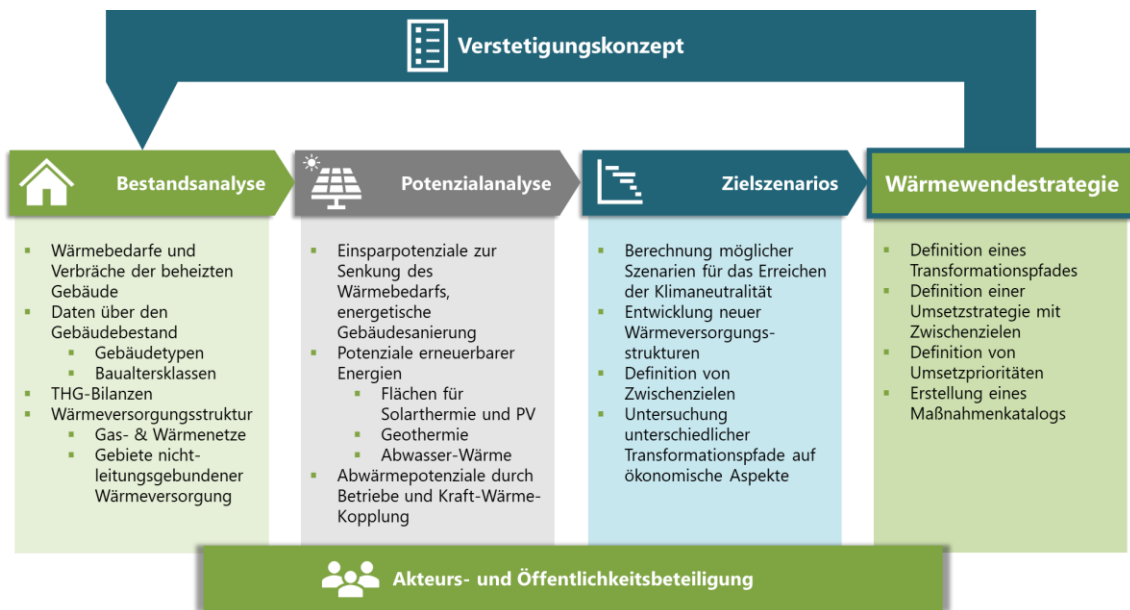 Verstetigungskonzept
Bestandsanalyse
Wärmebedarfe und
Verbräche der beheizten
Gebäude
Daten über den
Gebäudebestand
Gebäudetypen
Baualtersklassen
THG-Bilanzen
Wärmeversorgungsstruktur
Gas- & Wärmenetze
Gebiete nicht-
leitungsgebundener
Wärmeversorgung
Potenzialanalyse
Einsparpotenziale zur
Senkung des
Wärmebedarfs,
energetische
Gebäudesanierung
Potenziale erneuerbarer
Energien
Flächen für
Solarthermie und PV
Geothermie
Abwasser-Wärme
Abwärmepotenziale durch
Betriebe und Kraft-Wärme-
Kopplung
Zielszenarios
Berechnung möglicher
Szenarien für das Erreichen
der Klimaneutralität
Entwicklung neuer
Wärmeversorgungs-
strukturen
Definition von
Zwischenzielen
Untersuchung
unterschiedlicher
Transformationspfade auf
ökonomische Aspekte
Wärmewendestrategie
Definition eines
Transformationspfades
Definition einer
Umsetzstrategie mit
Zwischenzielen
Definition von
Umsetzprioritäten
Erstellung eines
Maßnahmenkatalogs
Akteurs- und Öffentlichkeitsbeteiligung